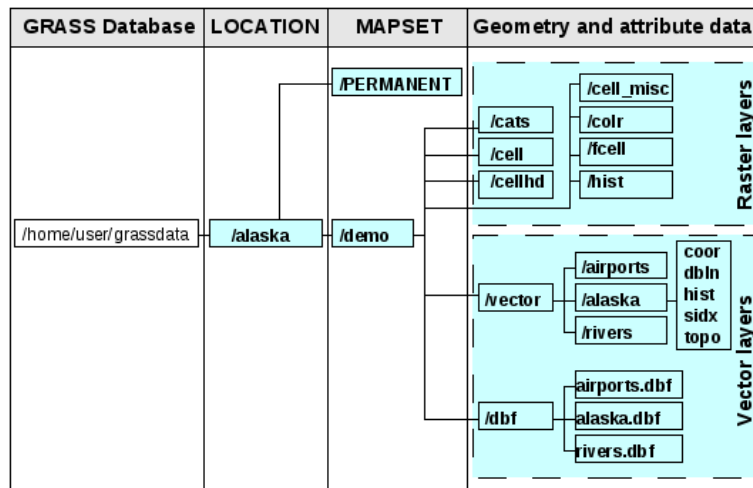 GRASS Database
LOCATION
MAPSET
Geometry and attribute data
/home/user/grassdata
/alaska
/PERMANENT
/demo
/cats
/cell
/cellhd
/cell_misc
/colr
/fcell
/hist
Raster layers
/vector
/airports
/alaska
/rivers
coor
dbln
hist
sidx
topo
/dbf
airports.dbf
alaska.dbf
rivers.dbf
Vector layers